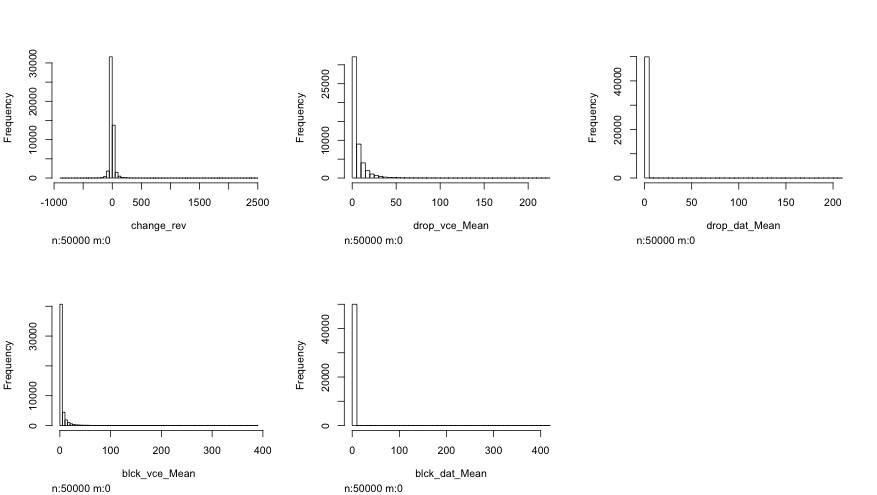 Frequency
0 10000 20000 30000
-1000 0 500 1500 2500
change_rev
n:50000 m:0
Frequency
0 10000 25000
0 50 100 150 200
drop_vce_Mean
n:50000 m:0
Frequency
0 20000 40000
0 50 100 150 200
drop_dat_Mean
n:50000 m:0
Frequency
0 10000 30000
0 100 200 300 400
blck_vce_Mean
n:50000 m:0
Frequency
0 20000 40000
0 100 200 300 400
blck_dat_Mean
n:50000 m:0